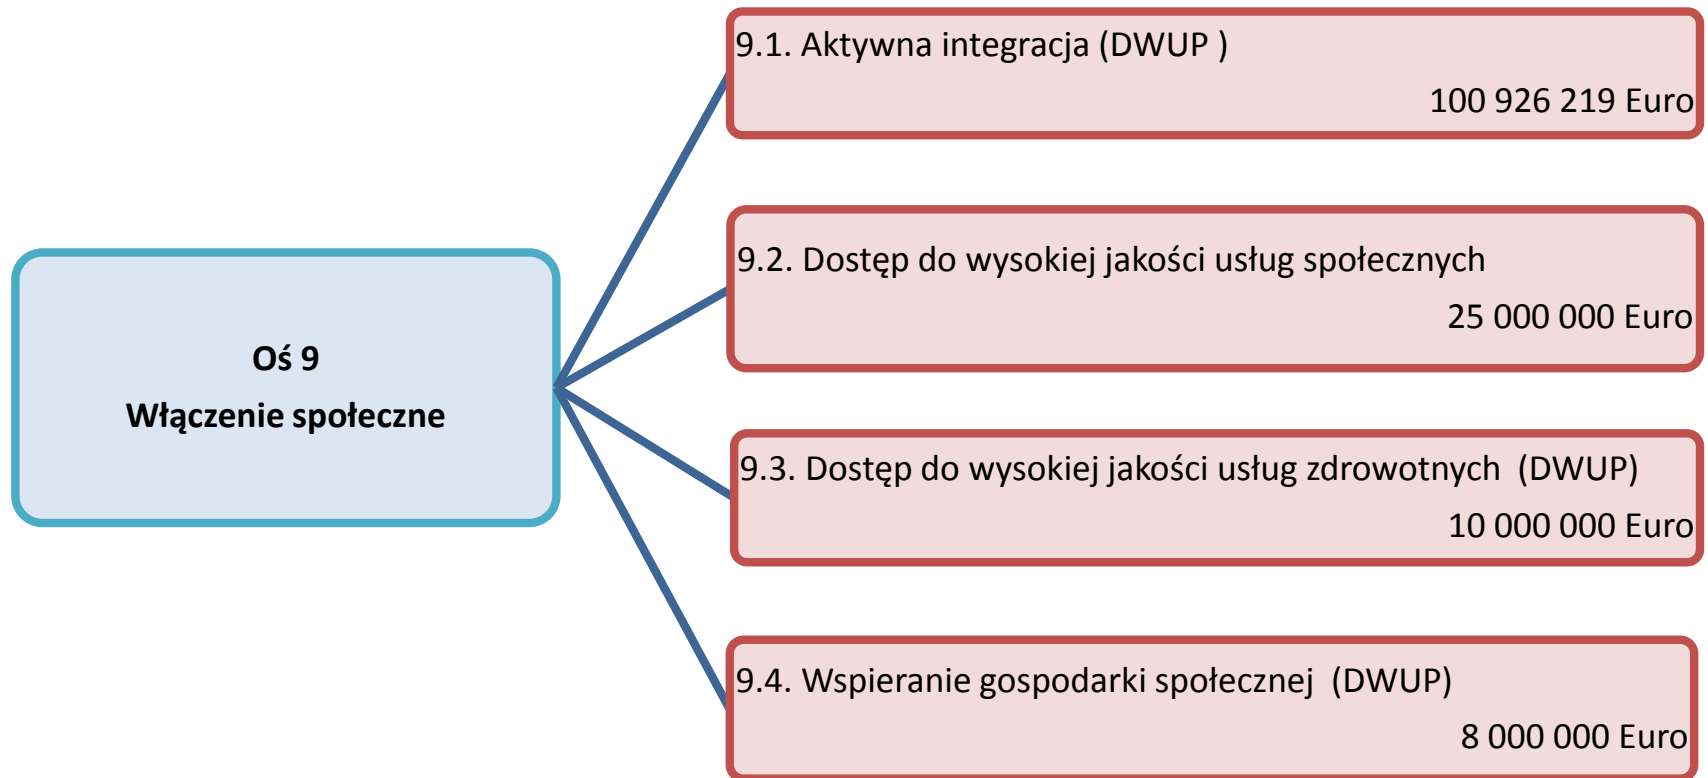 9.1. Aktywna integracja (DWUP )
100 926 219 Euro
9.2. Dostęp do wysokiej jakości usług społecznych
25 000 000 Euro
Oś 9
Włączenie społeczne
9.3. Dostęp do wysokiej jakości usług zdrowotnych  (DWUP)
10 000 000 Euro
9.4. Wspieranie gospodarki społecznej  (DWUP)
8 000 000 Euro